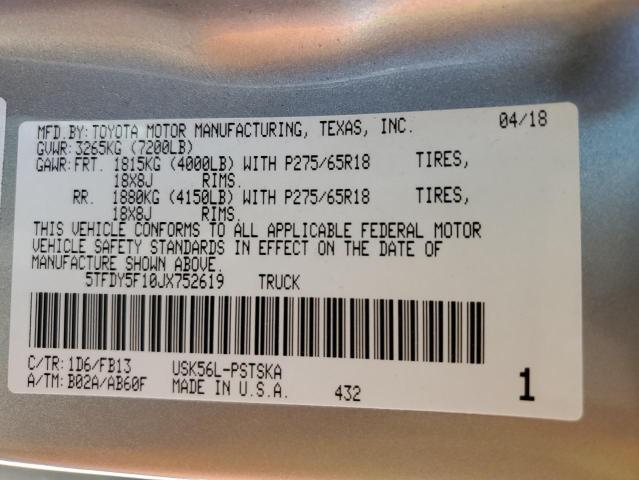 MFD.BY:TOYOTA MOTOR MANUFACTURING, TEXAS, INC. 04/18
GVWR:3265KG (7200LB)
GAWR:FRT. 1815KG (4000LB) WITH P275/65R18 TIRES,
18X8J RIMS.
RR. 1880KG (4150LB) WITH P275/65R18 TIRES,
18X8J RIMS.
THIS VEHICLE CONFORMS TO ALL APPLICABLE FEDERAL MOTOR
VEHICLE SAFETY STANDARDS IN EFFECT ON THE DATE OF
MANUFACTURE SHOWN ABOVE.
5TFDY5F10JX752619 TRUCK
C/TR:1D6/FB13 USK56L-PSTSKA
A/TM:B02A/AB60F MADE IN U.S.A. 432 1